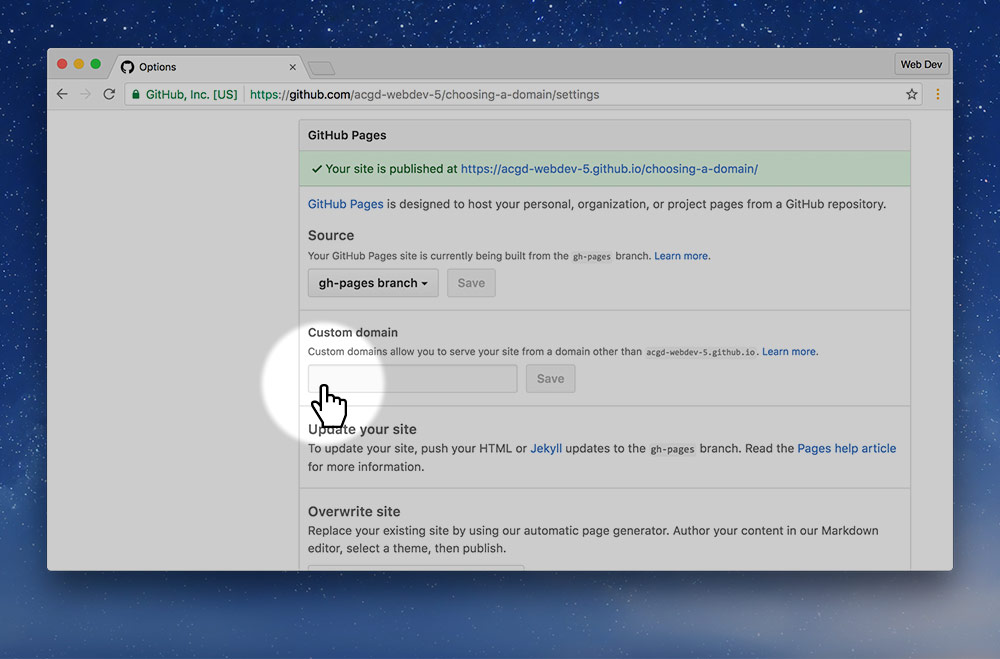 Options
Web Dev
GitHub, Inc. [US] https://github.com/acgd-webdev-5/choosing-a-domain/settings
GitHub Pages
✓ Your site is published at https://acgd-webdev-5.github.io/choosing-a-domain/
GitHub Pages is designed to host your personal, organization, or project pages from a GitHub repository.
Source
Your GitHub Pages site is currently being built from the gh-pages branch. Learn more.
gh-pages branch Save
Custom domain
Custom domains allow you to serve your site from a domain other than acgd-webdev-5.github.io. Learn more.
Save
Update your site
To update your site, push your HTML or Jekyll updates to the gh-pages branch. Read the Pages help article
for more information.
Overwrite site
Replace your existing site by using our automatic page generator. Author your content in our Markdown
editor, select a theme, then publish.